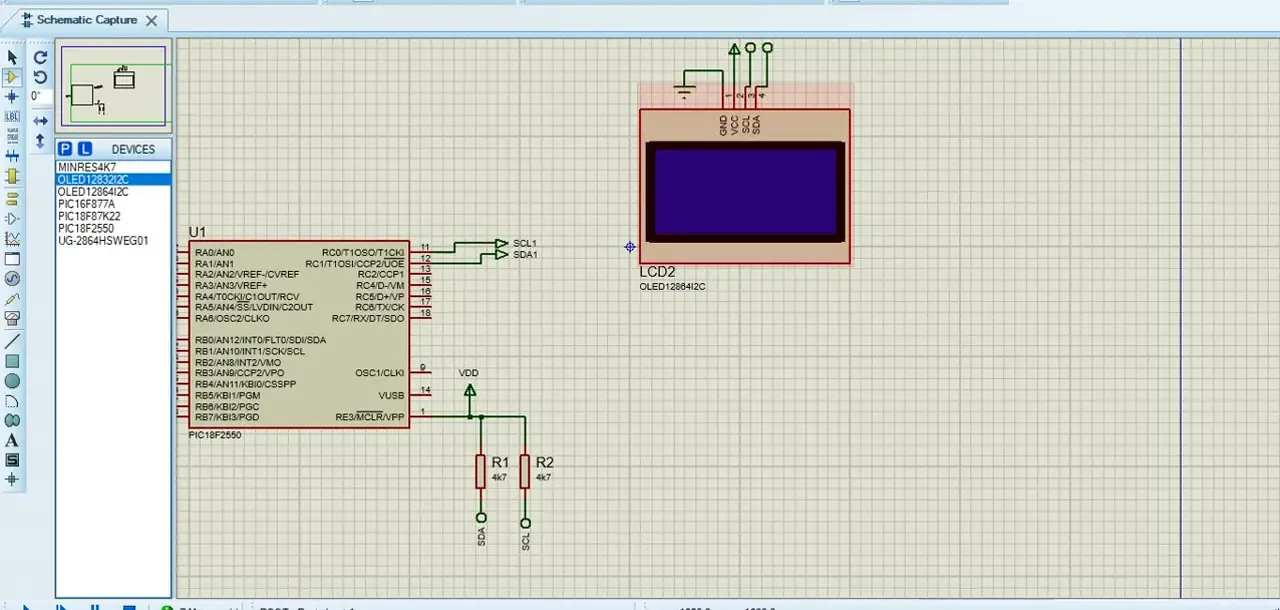 Schematic Capture
0°
LBL
P L DEVICES
MINRES4K7
OLED12832I2C
OLED12864I2C
PIC16F877A
PIC18F87K22
PIC18F2550
UG-2864HSWEG01
A
S
1
2
3
4
GND
VCC
SCL
SDA
LCD2
OLED12864I2C
U1
RA0/AN0
RA1/AN1
RA2/AN2/VREF-/CVREF
RA3/AN3/VREF+
RA4/T0CKI/C1OUT/RCV
RA5/AN4/SS/LVDIN/C2OUT
RA6/OSC2/CLKO
RB0/AN12/INT0/FLT0/SDI/SDA
RB1/AN10/INT1/SCK/SCL
RB2/AN8/INT2/VMO
RB3/AN9/CCP2/VPO
RB4/AN11/KBI0/CSSPP
RB5/KBI1/PGM
RB6/KBI2/PGC
RB7/KBI3/PGD
RC0/T1OSO/T1CKI 11
RC1/T1OSI/CCP2/UOE 12
RC2/CCP1 13
RC4/D-/VM 15
RC5/D+/VP 16
RC6/TX/CK 17
RC7/RX/DT/SDO 18
OSC1/CLKI 9
VUSB 14
RE3/MCLR/VPP 1
PIC18F2550
SCL1
SDA1
VDD
R1
4k7
R2
4k7
SDA
SCL